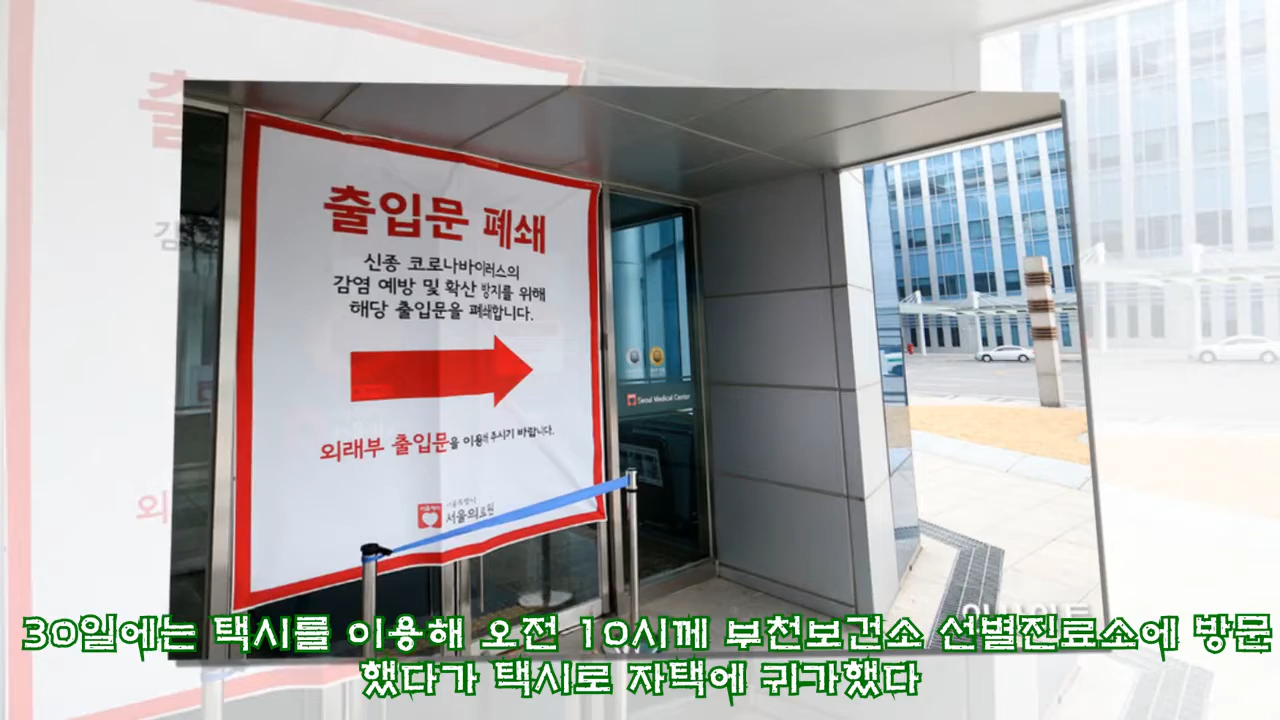 출입문 폐쇄
신종 코로나바이러스의
감염 예방 및 확산 방지를 위해
해당 출입문을 폐쇄합니다.
외래부 출입문을 이용해 주시기 바랍니다.
서울특별시
서울의료원
Seoul Medical Center
30일에는 택시를 이용해 오전 10시께 부천보건소 선별진료소에 방문
했다가 택시로 자택에 귀가했다